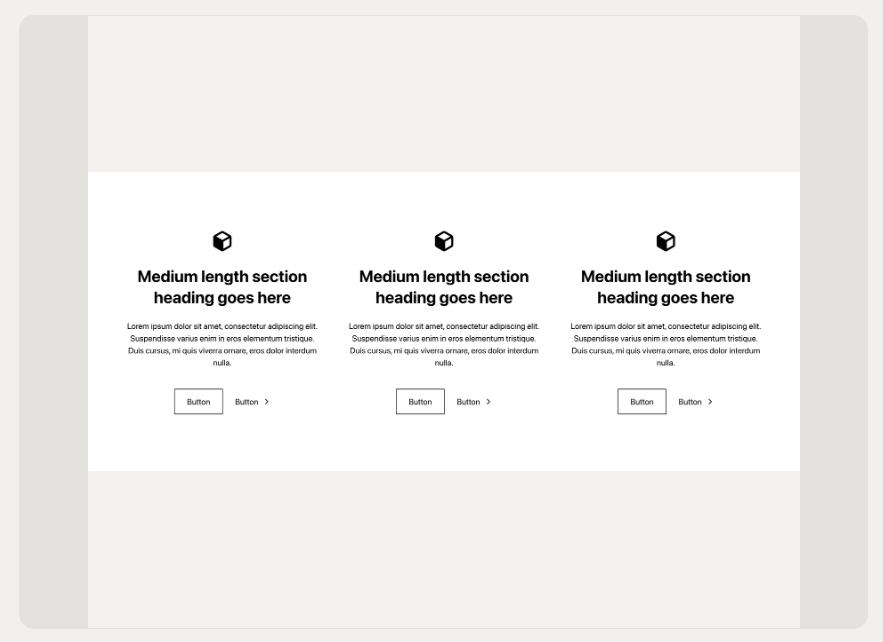 Medium length section
heading goes here
Lorem ipsum dolor sit amet, consectetur adipiscing elit.
Suspendisse varius enim in eros elementum tristique.
Duis cursus, mi quis viverra ornare, eros dolor interdum
nulla.
Button
Button
Medium length section
heading goes here
Lorem ipsum dolor sit amet, consectetur adipiscing elit.
Suspendisse varius enim in eros elementum tristique.
Duis cursus, mi quis viverra ornare, eros dolor interdum
nulla.
Button
Button
Medium length section
heading goes here
Lorem ipsum dolor sit amet, consectetur adipiscing elit.
Suspendisse varius enim in eros elementum tristique.
Duis cursus, mi quis viverra ornare, eros dolor interdum
nulla.
Button
Button